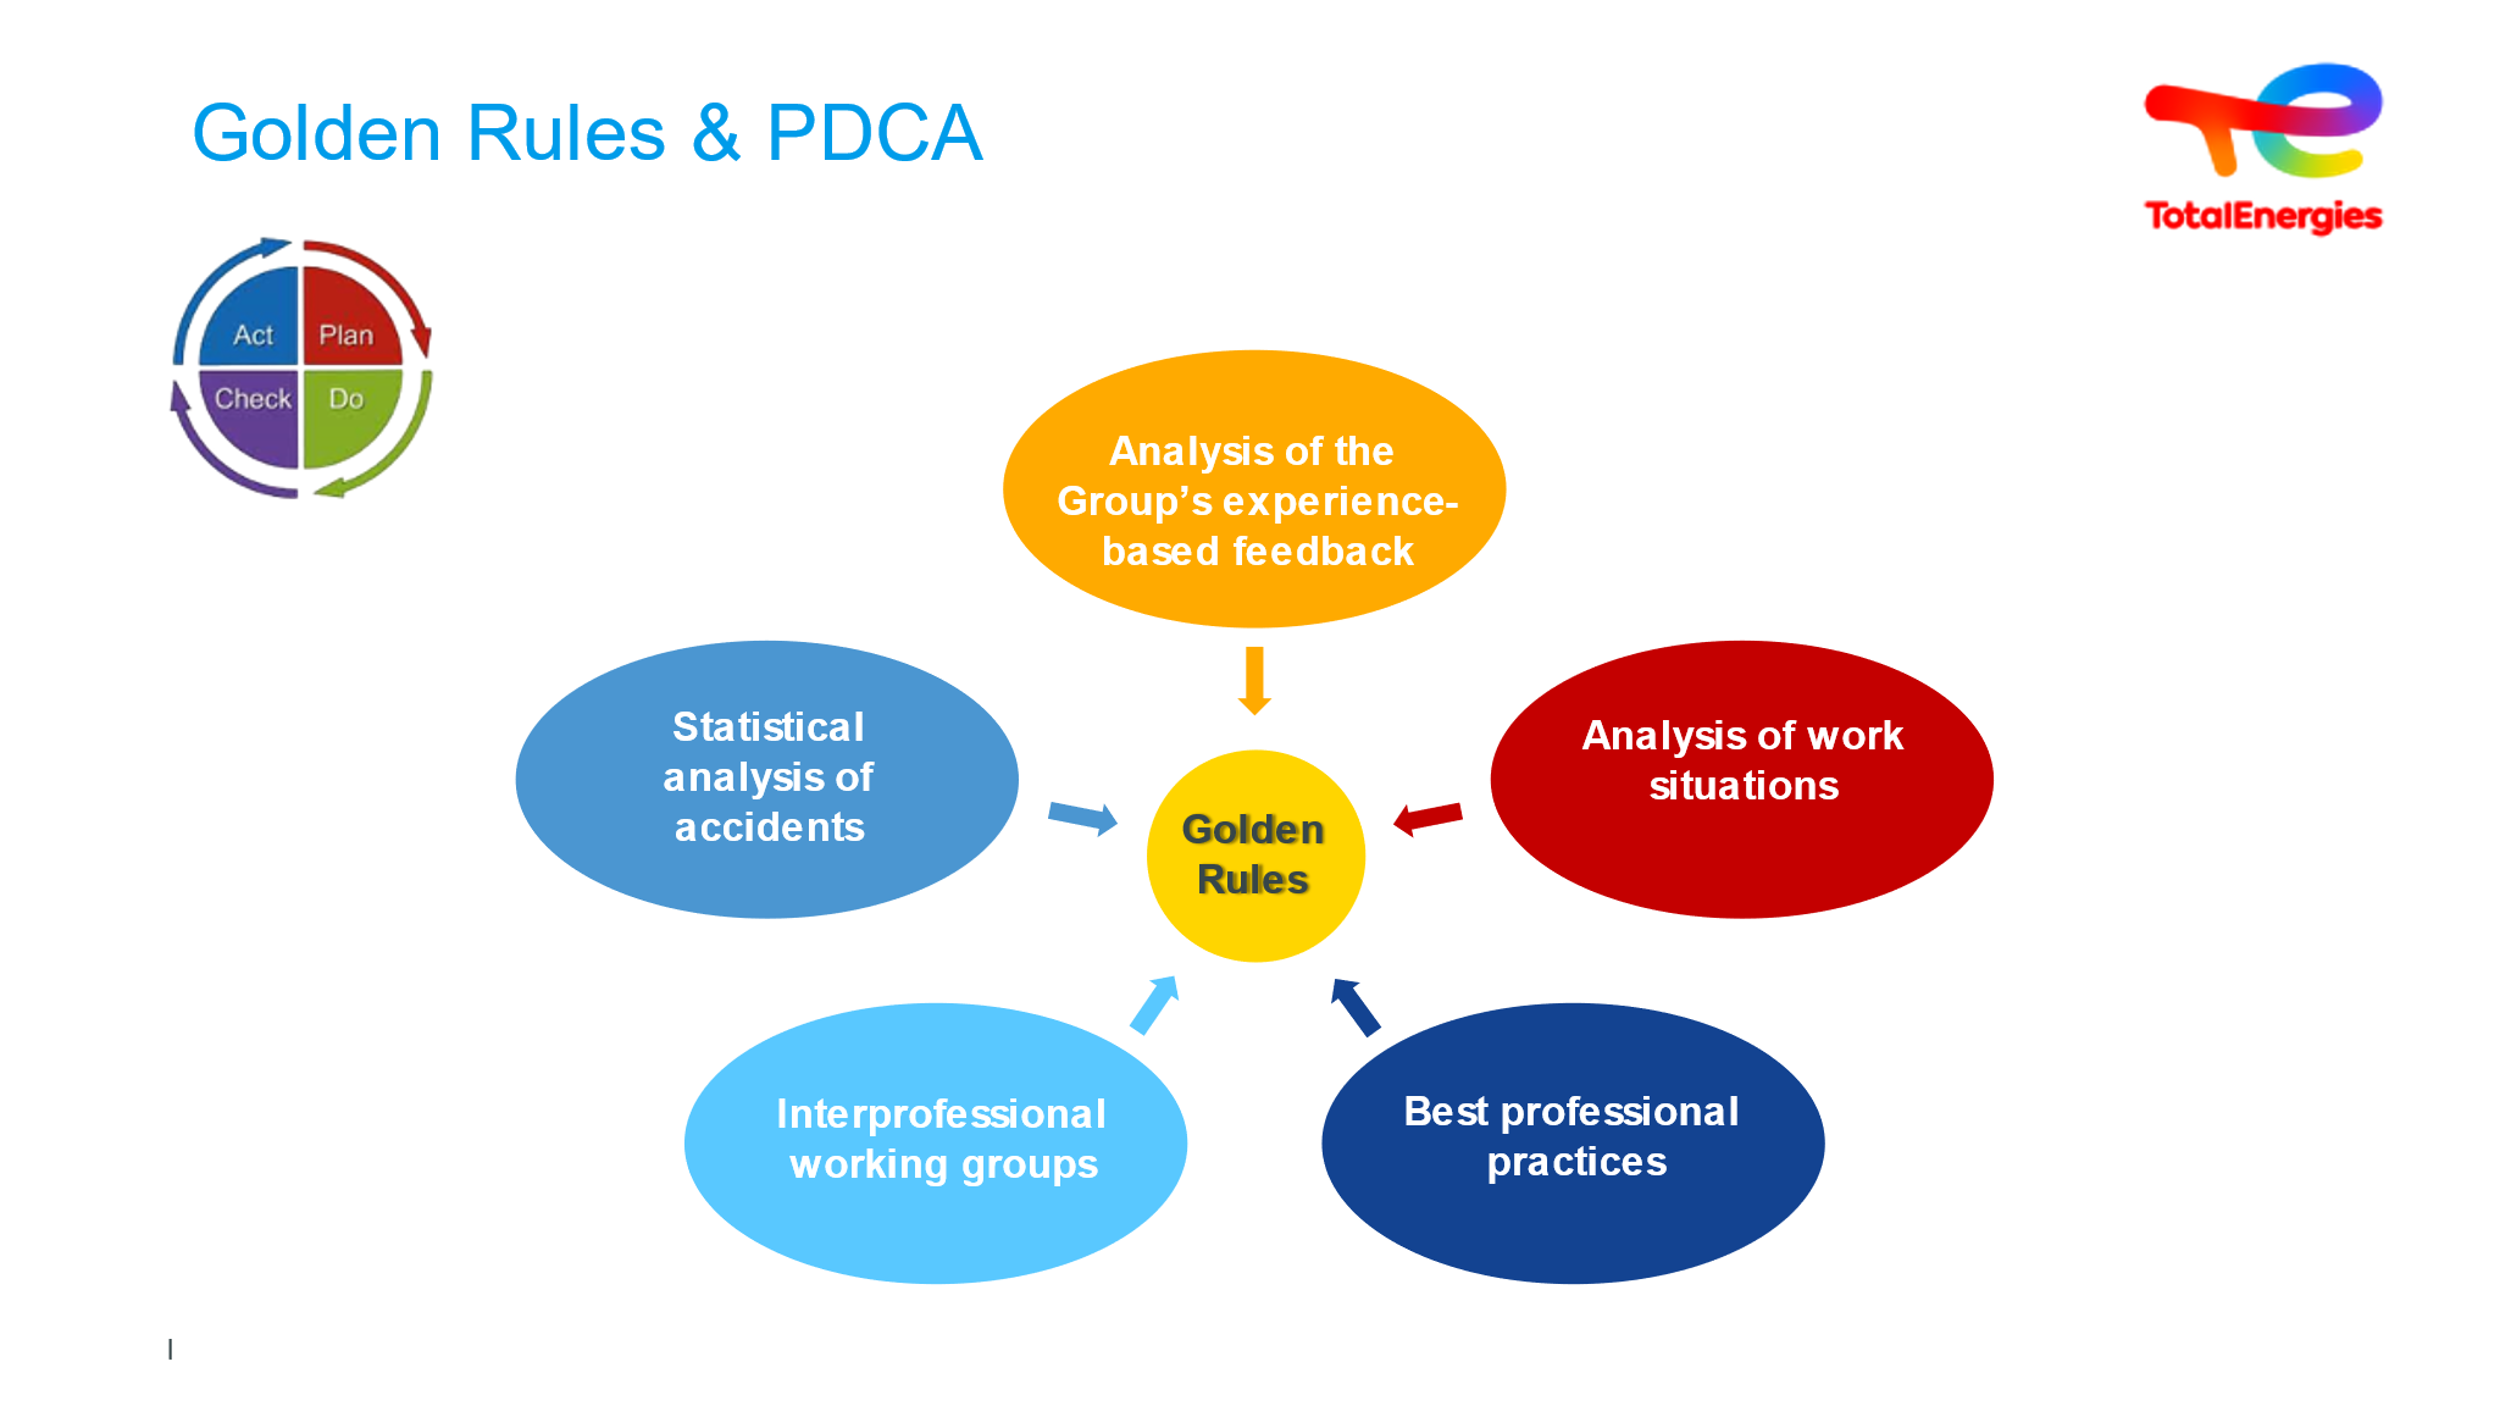 Golden Rules & PDCA
TotalEnergies
Act
Plan
Check
Do
Analysis of the
Group’s experience-
based feedback
Statistical
analysis of
accidents
Analysis of work
situations
Golden
Rules
Interprofessional
working groups
Best professional
practices
|